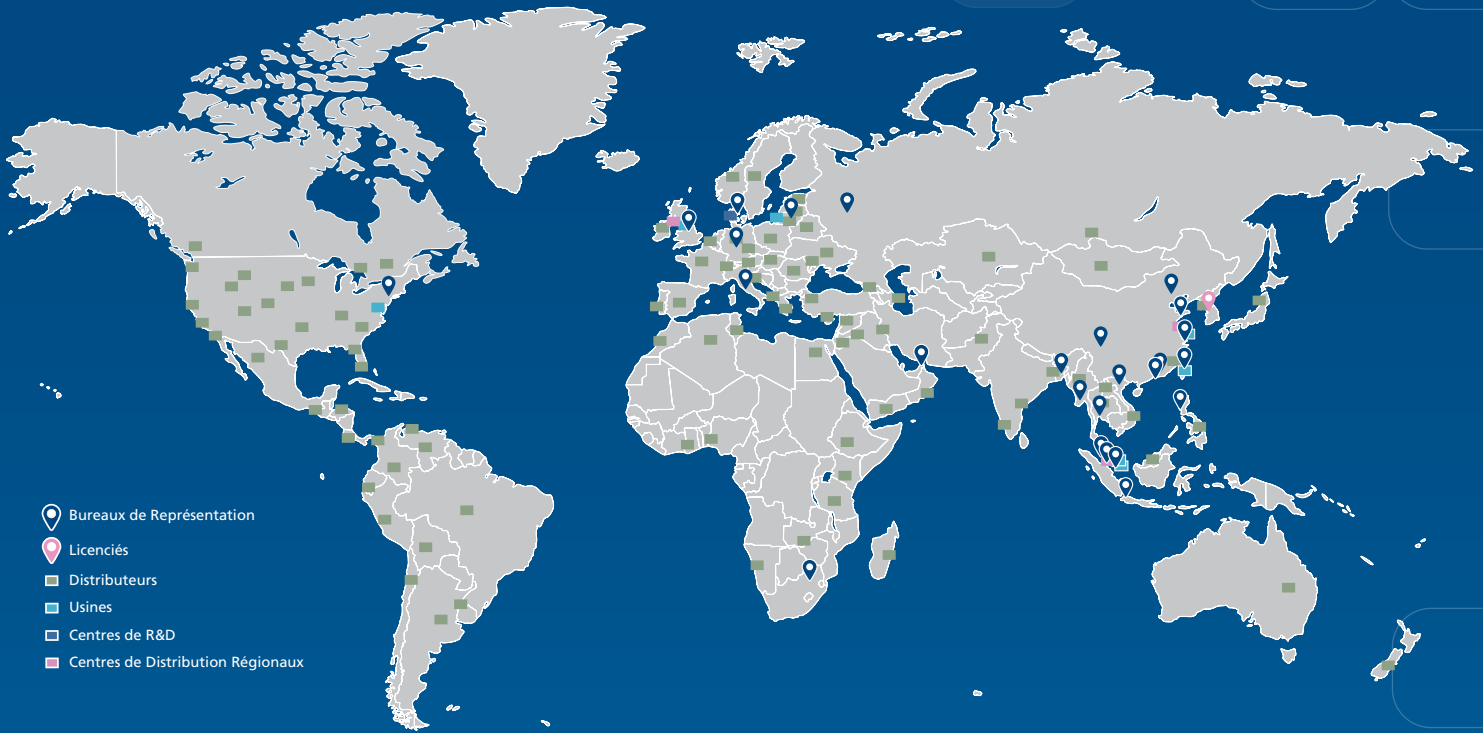 Bureaux de Représentation
Licenciés
Distributeurs
Usines
Centres de R&D
Centres de Distribution Régionaux